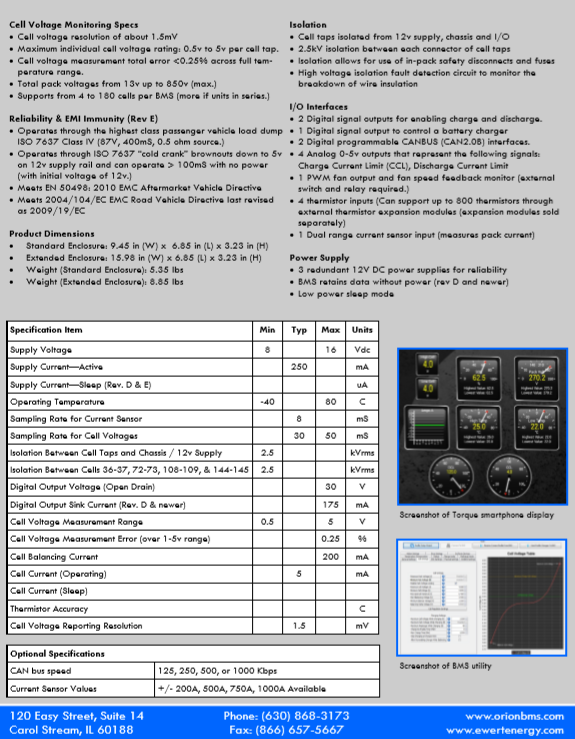 Cell Voltage Monitoring Specs
• Cell voltage resolution of about 1.5mV
• Maximum individual cell voltage rating: 0.5v to 5v per cell tap.
• Cell voltage measurement total error <0.25% across full tem-
perature range.
• Total pack voltages from 13v up to 850v (max.)
• Supports from 4 to 180 cells per BMS (more if units in series.)
Reliability & EMI Immunity (Rev E)
• Operates through the highest class passenger vehicle load dump
ISO 7637 Class IV (87V, 400mS, 0.5 ohm source.)
• Operates through ISO 7637 "cold crank" brownouts down to 5v
on 12v supply rail and can operate > 100mS with no power
(with initial voltage of 12v.)
• Meets EN 50498: 2010 EMC Aftermarket Vehicle Directive
• Meets 2004/104/EC EMC Road Vehicle Directive last revised
as 2009/19/EC
Product Dimensions
• Standard Enclosure: 9.45 in (W) x 6.85 in (L) x 3.23 in (H)
• Extended Enclosure: 15.98 in (W) x 6.85 (L) x 3.23 in (H)
• Weight (Standard Enclosure): 5.35 lbs
• Weight (Extended Enclosure): 8.85 lbs
Isolation
• Cell taps isolated from 12v supply, chassis and I/O
• 2.5kV isolation between each connector of cell taps
• Isolation allows for use of in-pack safety disconnects and fuses
• High voltage isolation fault detection circuit to monitor the
breakdown of wire insulation
I/O Interfaces
• 2 Digital signal outputs for enabling charge and discharge.
• 1 Digital signal output to control a battery charger
• 2 Digital programmable CANBUS (CAN2.0B) interfaces.
• 4 Analog 0-5v outputs that represent the following signals:
Charge Current Limit (CCL), Discharge Current Limit
• 1 PWM fan output and fan speed feedback monitor (external
switch and relay required.)
• 4 thermistor inputs (Can support up to 800 thermistors through
external thermistor expansion modules (expansion modules sold
separately)
• 1 Dual range current sensor input (measures pack current)
Power Supply
• 3 redundant 12V DC power supplies for reliability
• BMS retains data without power (rev D and newer)
• Low power sleep mode
Specification Item Min Typ Max Units
Supply Voltage 8 16 Vdc
Supply Current—Active 250 mA
Supply Current—Sleep (Rev. D & E) uA
Operating Temperature -40 80 C
Sampling Rate for Current Sensor 8 mS
Sampling Rate for Cell Voltages 30 50 mS
Isolation Between Cell Taps and Chassis / 12v Supply 2.5 kVrms
Isolation Between Cells 36-37, 72-73, 108-109, & 144-145 2.5 kVrms
Digital Output Voltage (Open Drain) 30 V
Digital Output Sink Current (Rev. D & newer) 175 mA
Cell Voltage Measurement Range 0.5 5 V
Cell Voltage Measurement Error (over 1-5v range) 0.25 %
Cell Balancing Current 200 mA
Cell Current (Operating) 5 mA
Cell Current (Sleep)
Thermistor Accuracy C
Cell Voltage Reporting Resolution 1.5 mV
Optional Specifications
CAN bus speed 125, 250, 500, or 1000 Kbps
Current Sensor Values +/- 200A, 500A, 750A, 1000A Available
4.0
4.0
62.5
270.2
25.0
22.0
Screenshot of Torque smartphone display
Cell Voltage Table
Screenshot of BMS utility
120 Easy Street, Suite 14
Carol Stream, IL 60188
Phone: (630) 868-3173
Fax: (866) 657-5667
www.orionbms.com
www.ewertenergy.com